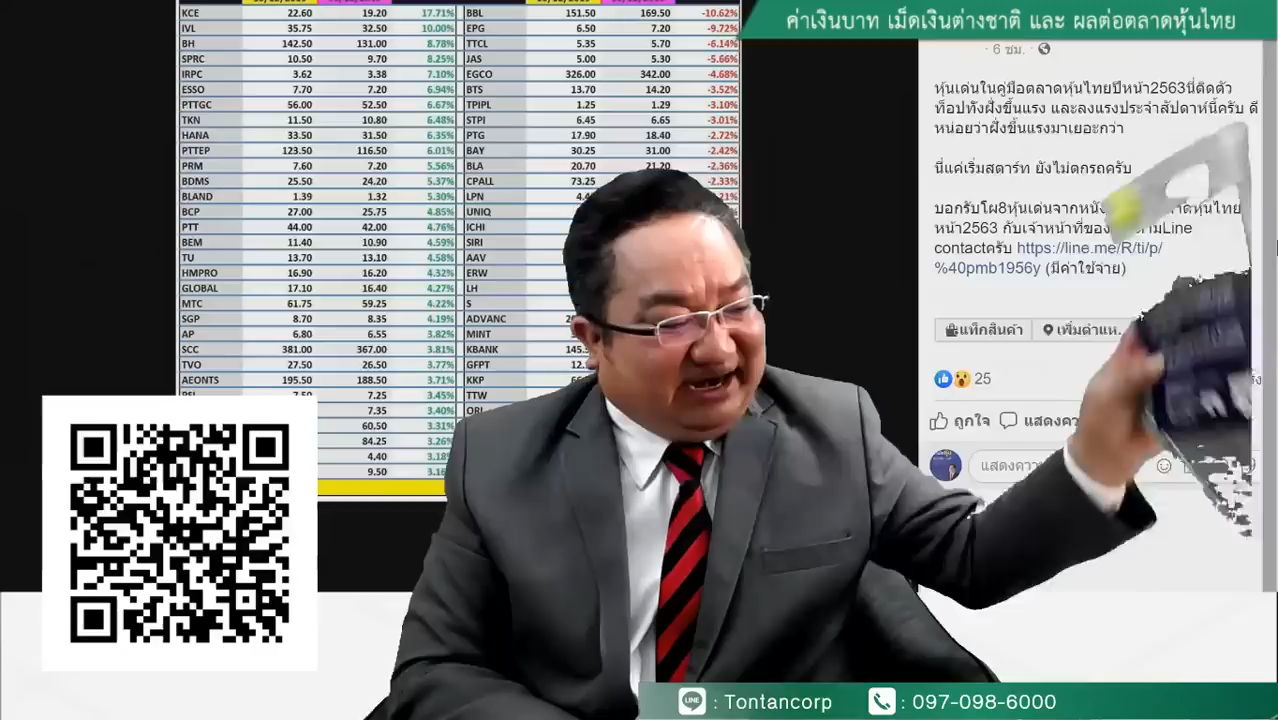 ค่าเงินบาท เม็ดเงินต่างชาติ และ ผลต่อตลาดหุ้นไทย
KCE 22.60 19.20 17.71% BBL 151.50 169.50 -10.62%
IVL 35.75 32.50 10.00% EPG 6.50 7.20 -9.72%
BH 142.50 131.00 8.78% TTCL 5.35 5.70 -6.14%
SPRC 10.50 9.70 8.25% JAS 5.00 5.30 -5.66%
IRPC 3.62 3.38 7.10% EGCO 326.00 342.00 -4.68%
ESSO 7.70 7.20 6.94% BTS 13.70 14.20 -3.52%
PTTGC 56.00 52.50 6.67% TPIPL 1.25 1.29 -3.10%
TKN 11.50 10.80 6.48% STPI 6.45 6.65 -3.01%
HANA 33.50 31.50 6.35% PTG 17.90 18.40 -2.72%
PTTEP 123.50 116.50 6.01% BAY 30.25 31.00 -2.42%
PRM 7.60 7.20 5.56% BLA 20.70 21.20 -2.36%
BDMS 25.50 24.20 5.37% CPALL 73.25 -2.33%
BLAND 1.39 1.32 5.30% LPN
BCP 27.00 25.75 4.85% UNIQ
PTT 44.00 42.00 4.76% ICHI
BEM 11.40 10.90 4.59% SIRI
TU 13.70 13.10 4.58% AAV
HMPRO 16.90 16.20 4.32% ERW
GLOBAL 17.10 16.40 4.27% LH
MTC 61.75 59.25 4.22% S
SGP 8.70 8.35 4.19% ADVANC
AP 6.80 6.55 3.82% MINT
SCC 381.00 367.00 3.81% KBANK
TVO 27.50 26.50 3.77% GFPT
AEONTS 195.50 188.50 3.71% KKP
7.25 3.45% TTW
7.35 3.40%
60.50 3.31%
84.25 3.26%
4.40
9.50
6 ชม.
หุ้นเด่นในคู่มือตลาดหุ้นไทยปีหน้า2563นี่ติดตัว
ท็อปทั้งฝั่งขึ้นแรง และลงแรงประจำสัปดาห์นี้ครับ ดี
หน่อยว่าฝั่งขึ้นแรงมาเยอะกว่า
นี่แค่เริ่มสตาร์ท ยังไม่ตกรถครับ
บอกรับโผ8หุ้นเด่นจาก
หน้า2563 กับเจ้าหน้าที่ของ
contactครับ https://line.me/R/ti/p/
%40pmb1956y (มีค่าใช้จ่าย)
แท็กสินค้า เพิ่มตำแหน.
25
ถูกใจ
LINE : Tontancorp : 097-098-6000